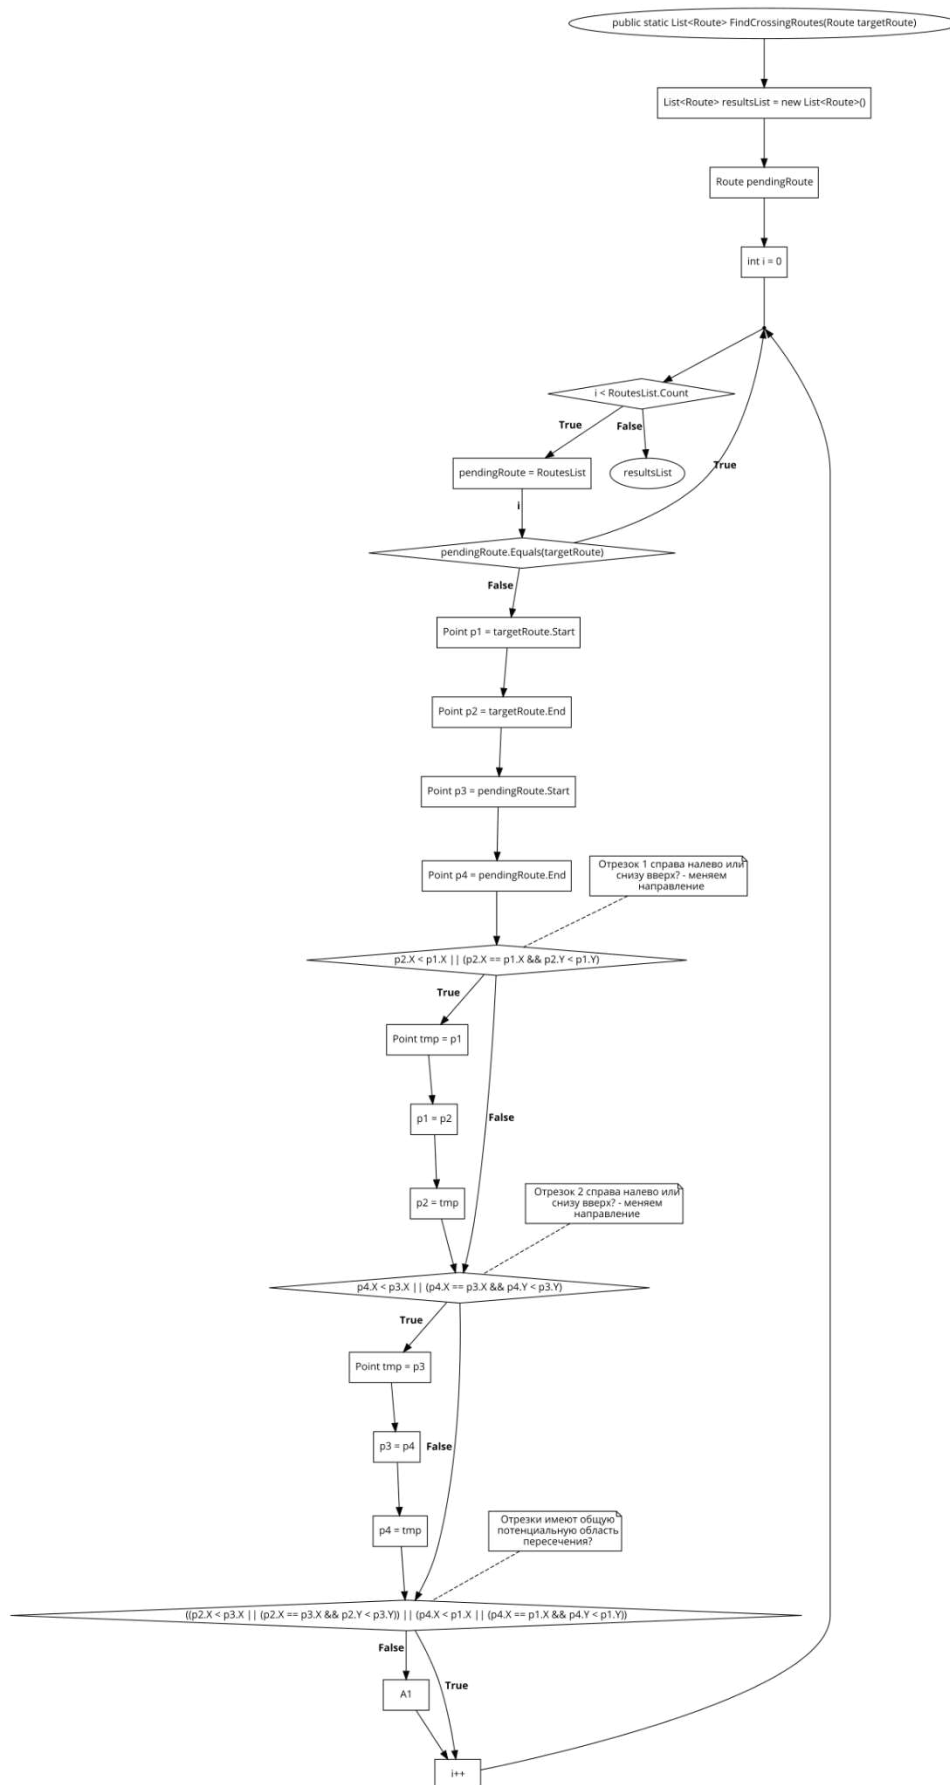 public static List<Route> FindCrossingRoutes(Route targetRoute)
List<Route> resultsList = new List<Route>()
Route pendingRoute
int i = 0
i < RoutesList.Count
True
False
pendingRoute = RoutesList
resultsList
True
i
pendingRoute.Equals(targetRoute)
False
Point p1 = targetRoute.Start
Point p2 = targetRoute.End
Point p3 = pendingRoute.Start
Point p4 = pendingRoute.End
Отрезок 1 справа налево или
снизу вверх? - меняем
направление
p2.X < p1.X || (p2.X == p1.X && p2.Y < p1.Y)
True
Point tmp = p1
p1 = p2
False
p2 = tmp
Отрезок 2 справа налево или
снизу вверх? - меняем
направление
p4.X < p3.X || (p4.X == p3.X && p4.Y < p3.Y)
True
Point tmp = p3
p3 = p4
False
p4 = tmp
Отрезки имеют общую
потенциальную область
пересечения?
((p2.X < p3.X || (p2.X == p3.X && p2.Y < p3.Y)) || (p4.X < p1.X || (p4.X == p1.X && p4.Y < p1.Y))
False
True
A1
i++